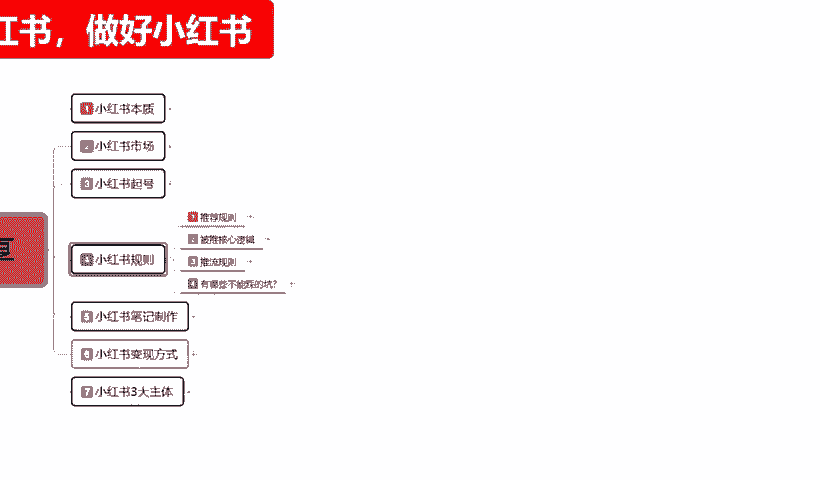 红书，做好小红书
小红书本质
2 小红书市场
3 小红书起号
小红书规则
推荐规则
被推核心逻辑
3 推流规则
4 有哪些不能踩的坑？
5 小红书笔记制作
6 小红书变现方式
7 小红书3大主体